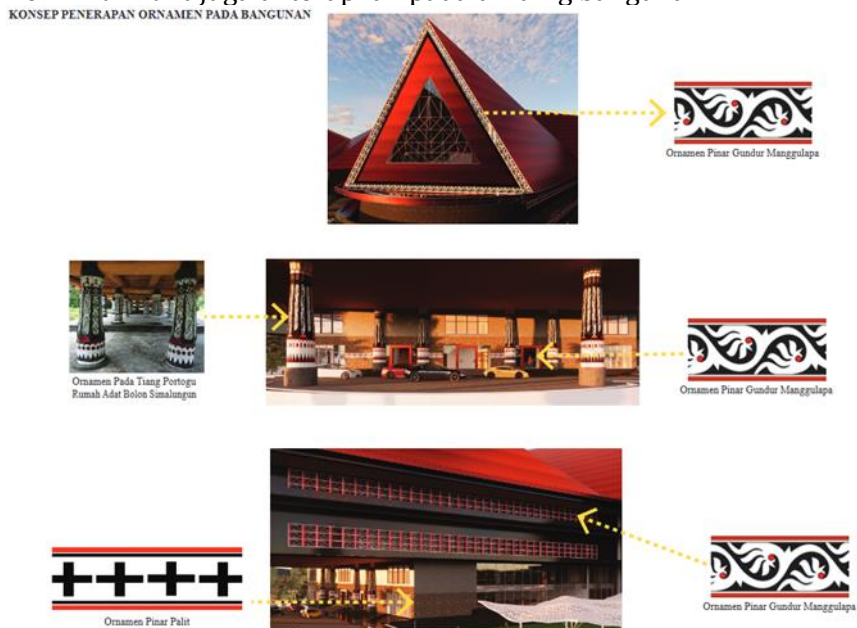 KONSEP PENERAPAN ORNAMEN PADA BANGUNAN
Ornamen Pinar Gundur Manggulapa
Ornamen Pada Tiang Portogu
Rumah Adat Bolon Simalungun
Ornamen Pinar Gundur Manggulapa
Ornamen Pinar Palit
Ornamen Pinar Gundur Manggulapa